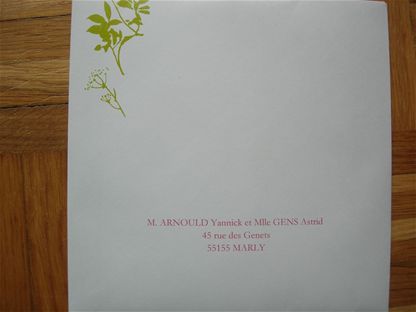 M. ARNOULD Yannick et Mlle GENS Astrid
45 rue des Genets
55155 MARLY